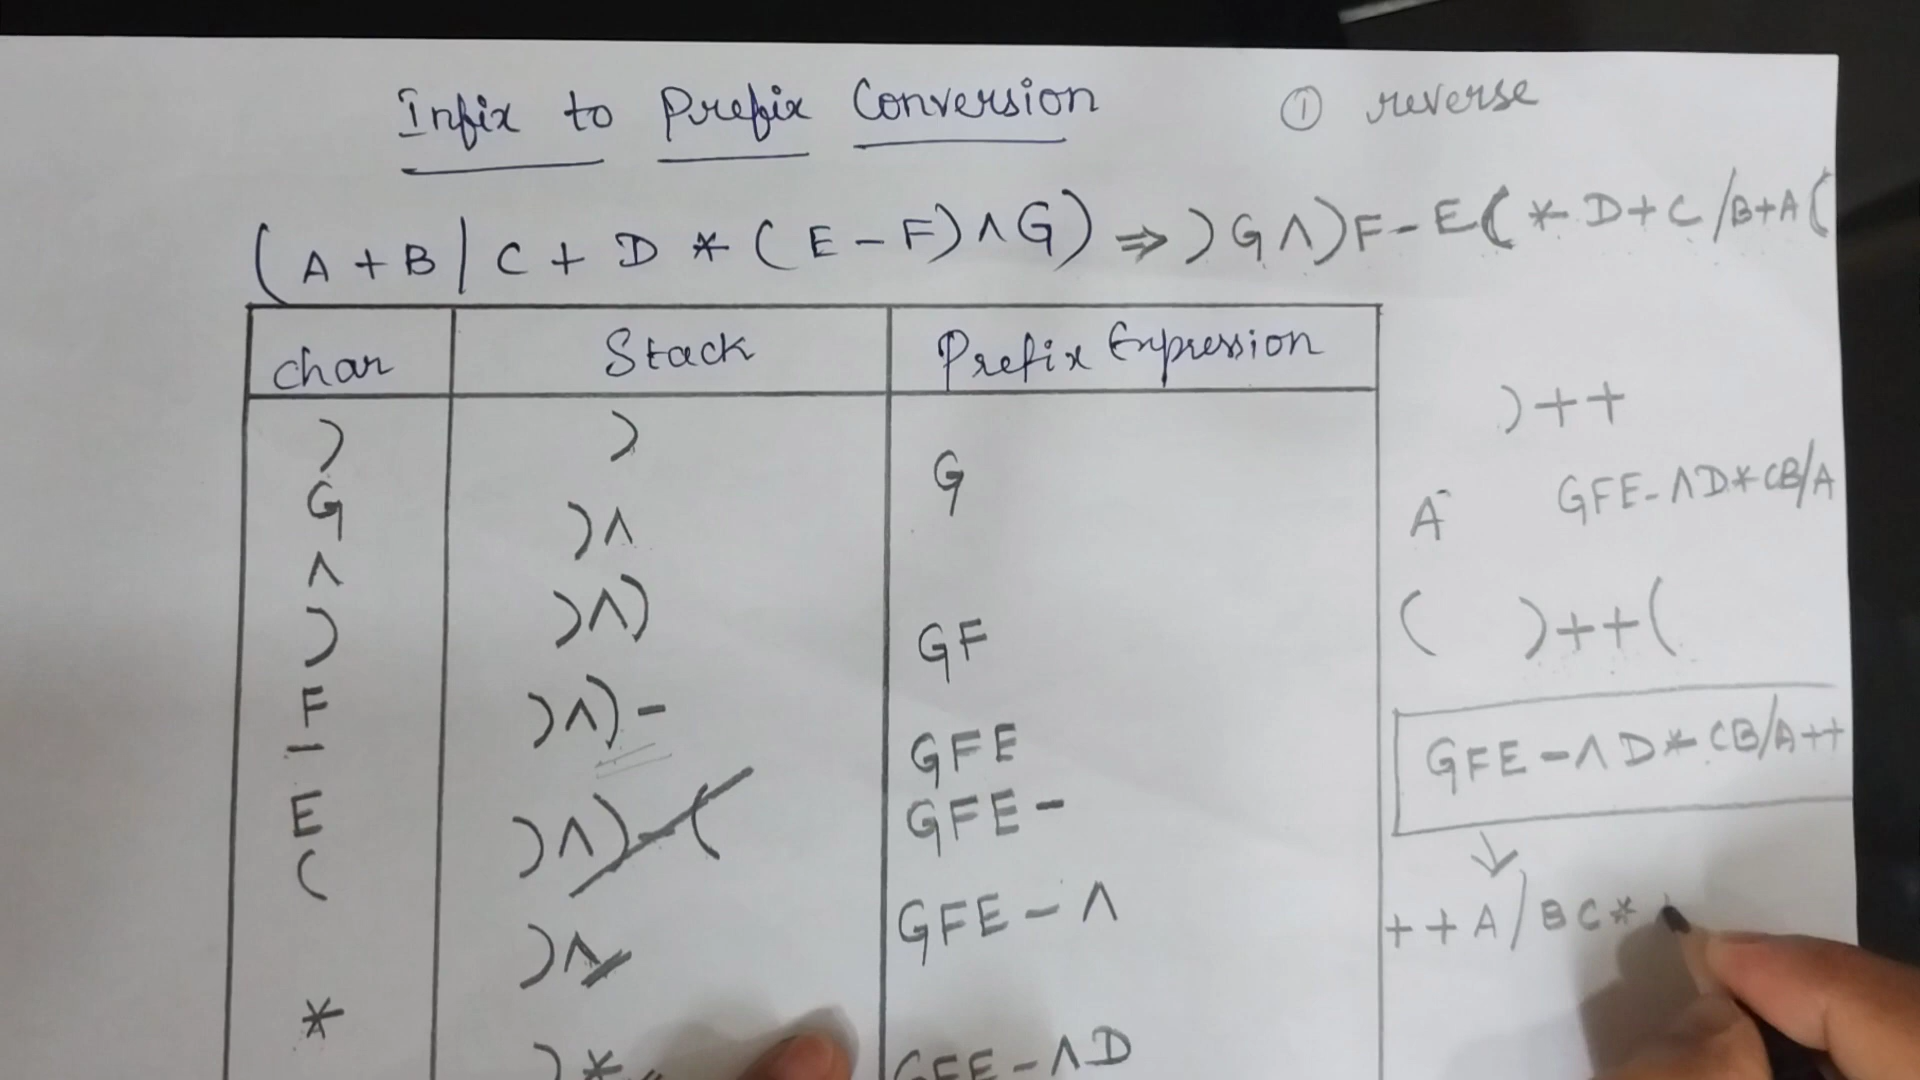 Infix to Prefix Conversion
① reverse
(A+B/C+D*(E-F)^G) ⇒ )G^)F-E(*D+C/B+A(
char Stack Prefix Expression
) )
G G
^ )^
) )^)
F GF
- )^)-
E GFE
( )^)-( GFE-
)^ GFE-^
*
)* GFE-^D
)++
A GFE-^D*CB/A
( )++(
GFE-^D*CB/A++
↓
++A/BC*